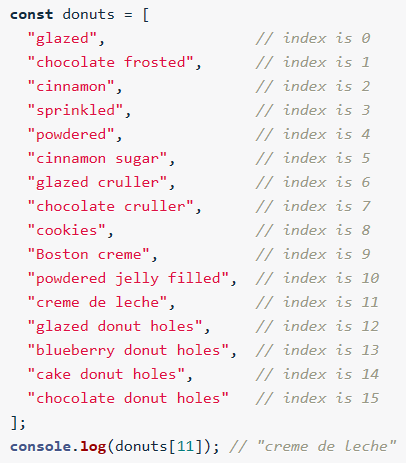 const donuts = [
  "glazed",                 // index is 0
  "chocolate frosted",      // index is 1
  "cinnamon",               // index is 2
  "sprinkled",              // index is 3
  "powdered",               // index is 4
  "cinnamon sugar",         // index is 5
  "glazed cruller",         // index is 6
  "chocolate cruller",      // index is 7
  "cookies",                // index is 8
  "Boston creme",           // index is 9
  "powdered jelly filled",  // index is 10
  "creme de leche",         // index is 11
  "glazed donut holes",     // index is 12
  "blueberry donut holes",  // index is 13
  "cake donut holes",       // index is 14
  "chocolate donut holes"   // index is 15
];
console.log(donuts[11]); // "creme de leche"